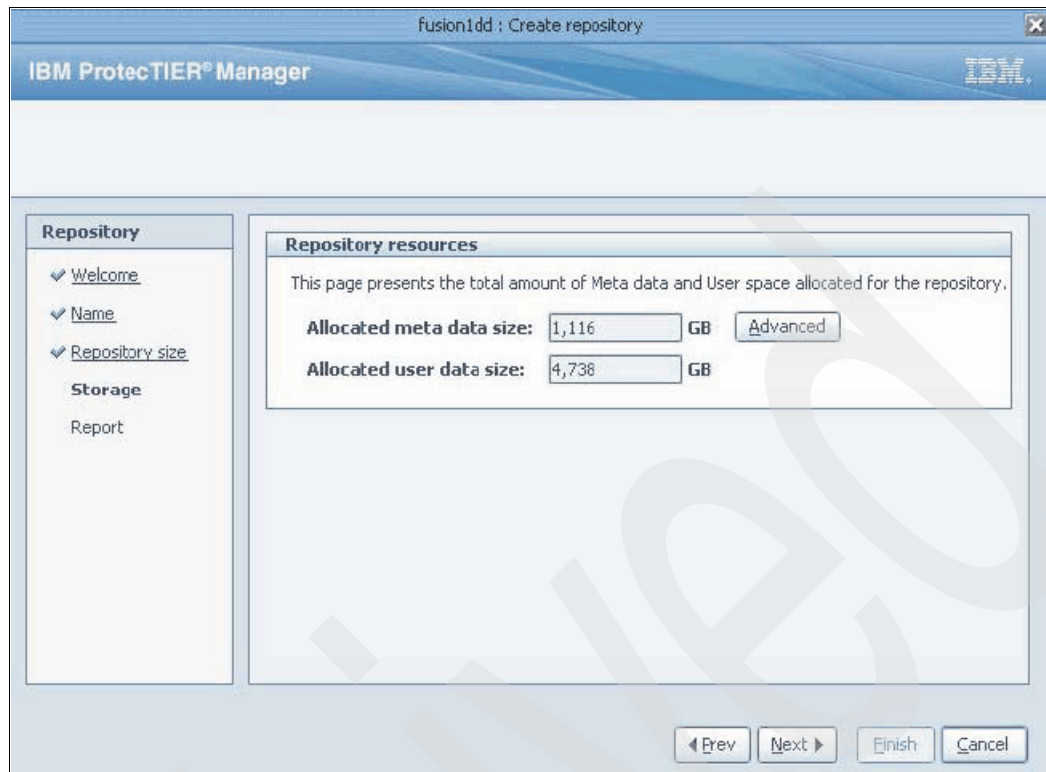 fusion1dd : Create repository
IBM ProtecTIER® Manager
IBM.
Repository
Welcome
Name
Repository size
Storage
Report
Repository resources
This page presents the total amount of Meta data and User space allocated for the repository.
Allocated meta data size: 1,116 GB Advanced
Allocated user data size: 4,738 GB
Prev Next Finish Cancel